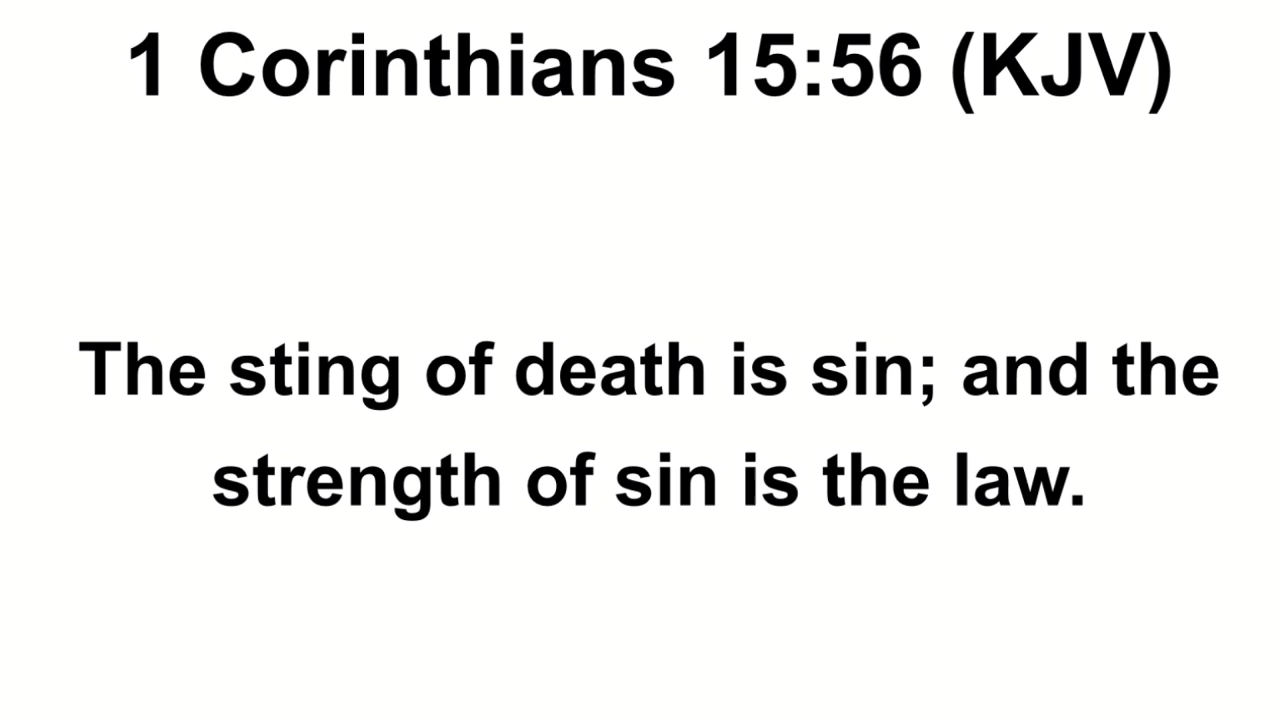 1 Corinthians 15:56 (KJV)
The sting of death is sin; and the
strength of sin is the law.